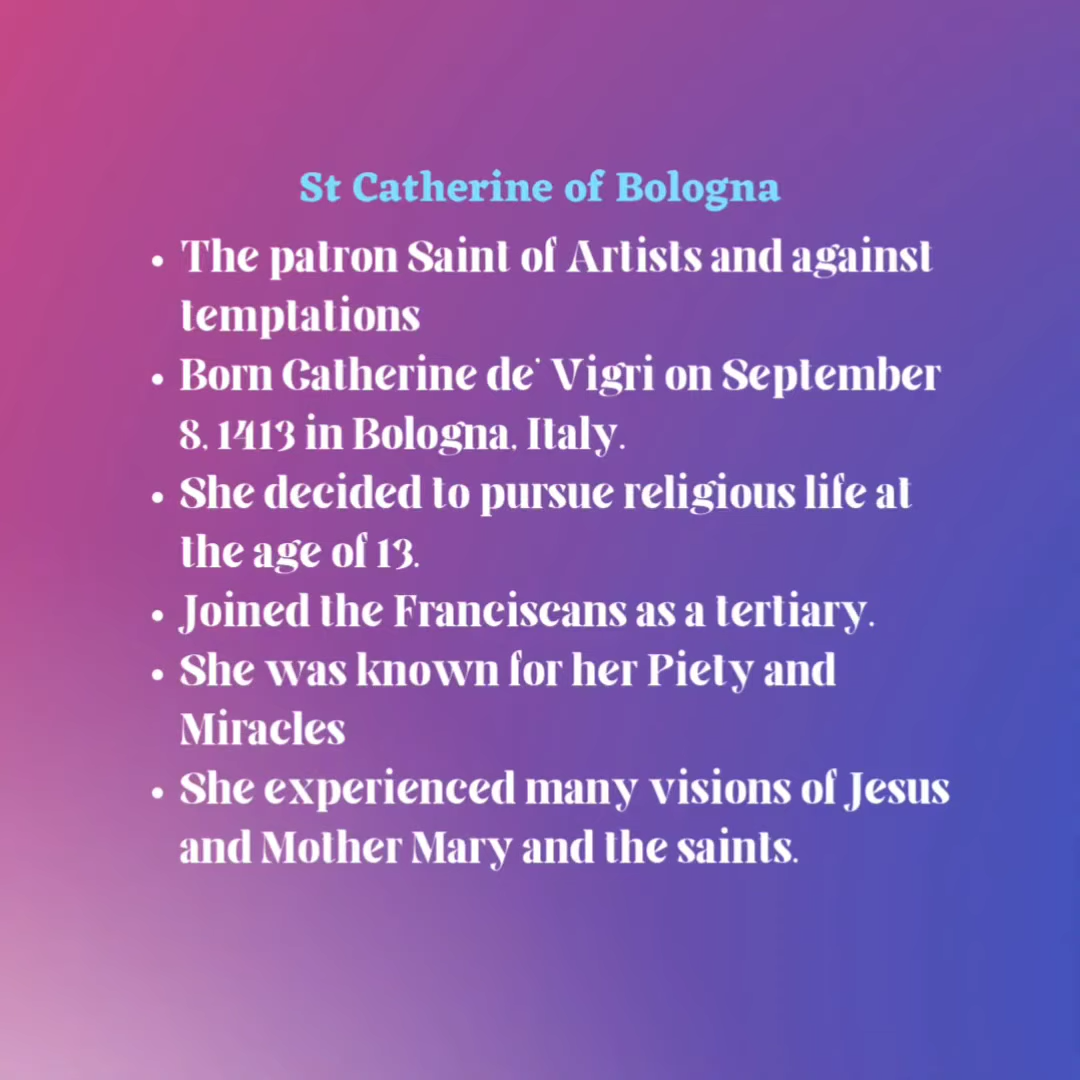 St Catherine of Bologna
• The patron Saint of Artists and against
temptations
• Born Catherine de' Vigri on September
8, 1413 in Bologna, Italy.
• She decided to pursue religious life at
the age of 13.
• Joined the Franciscans as a tertiary.
• She was known for her Piety and
Miracles
• She experienced many visions of Jesus
and Mother Mary and the saints.